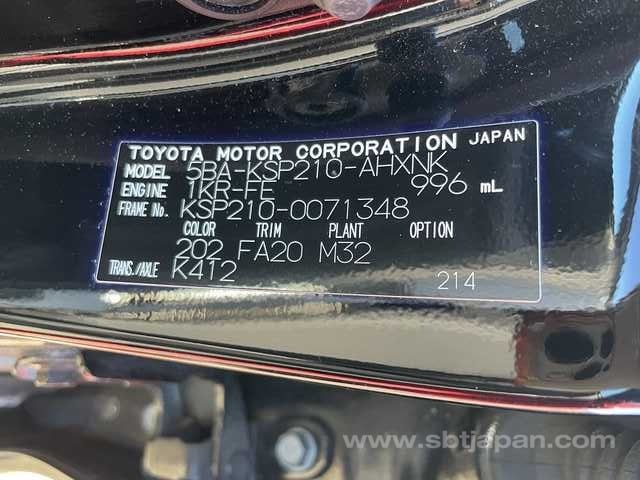 TOYOTA MOTOR CORPORATION JAPAN
MODEL 5BA-KSP210-AHXNK
ENGINE 1KR-FE 996 mL
FRAME No. KSP210-0071348
COLOR TRIM PLANT OPTION
202 FA20 M32
TRANS./AXLE K412
214
www.sbtjapan.com